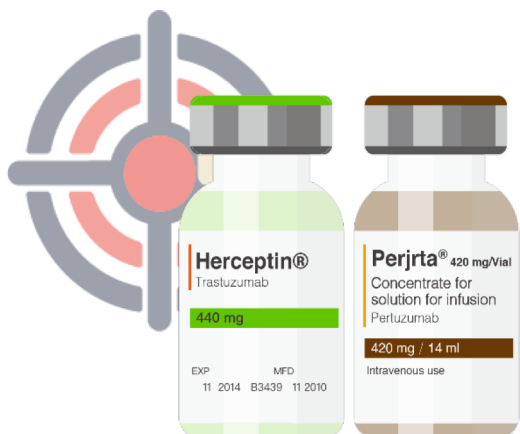 Herceptin®
Trastuzumab
440 mg
EXP MFD
11 2014 B3439 11 2010
Perjrta® 420 mg/Vial
Concentrate for
solution for infusion
Pertuzumab
420 mg / 14 ml
Intravenous use